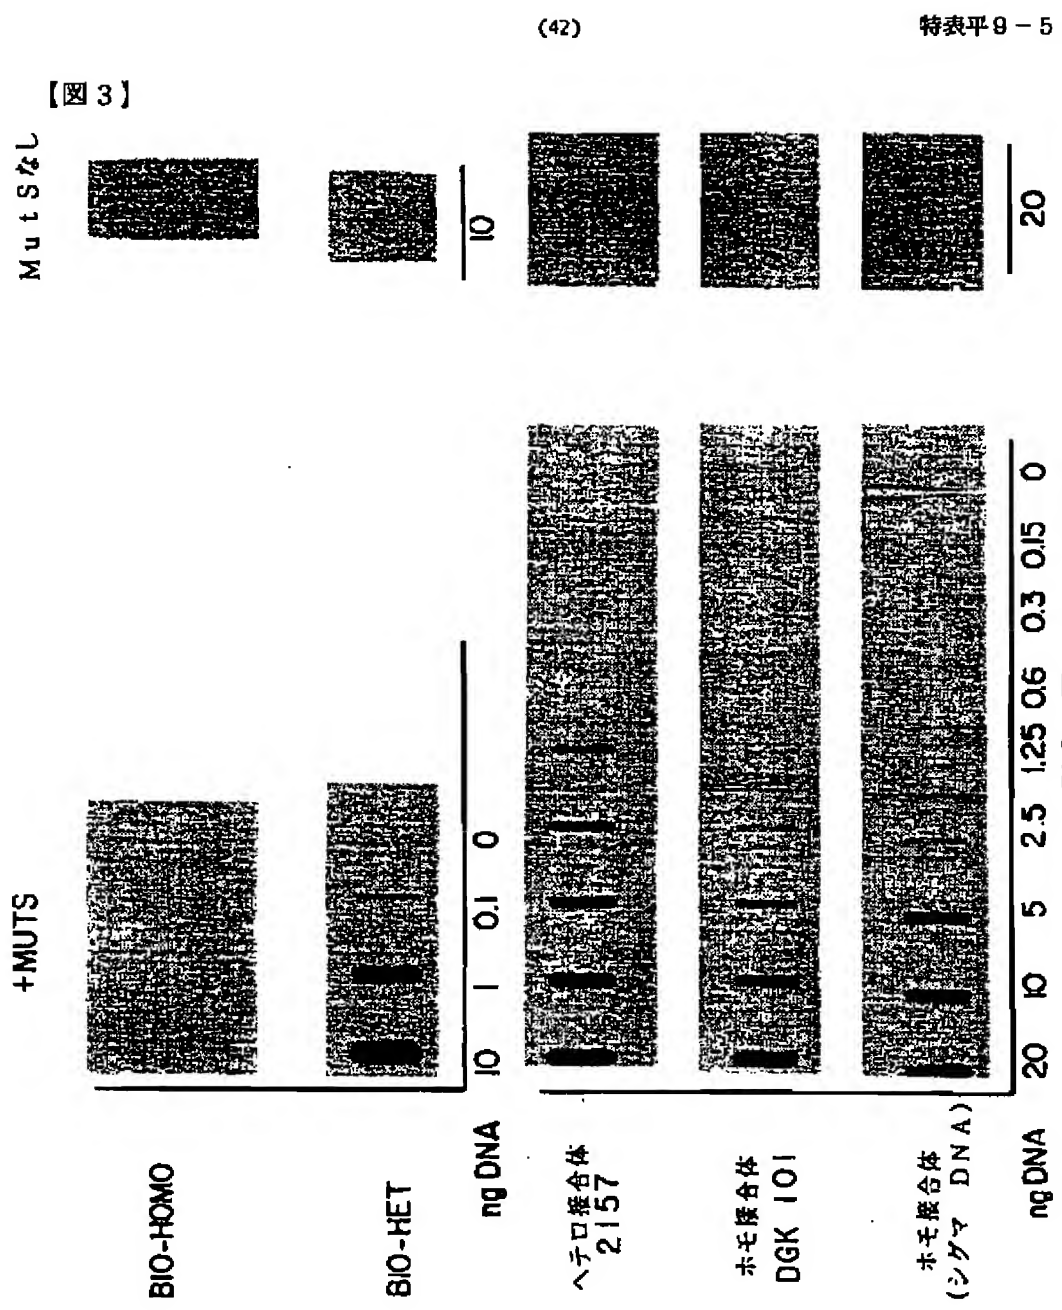 (42)
特表平9－5
【図3】
MutSなし
+MUTS
BIO-HOMO
BIO-HET
10
ng DNA
10 1 0.1 0
ヘテロ接合体
2157
ホモ接合体
DGK 101
ホモ接合体
(シグマ DNA)
20
ng DNA
20 10 5 2.5 1.25 0.6 0.3 0.15 0